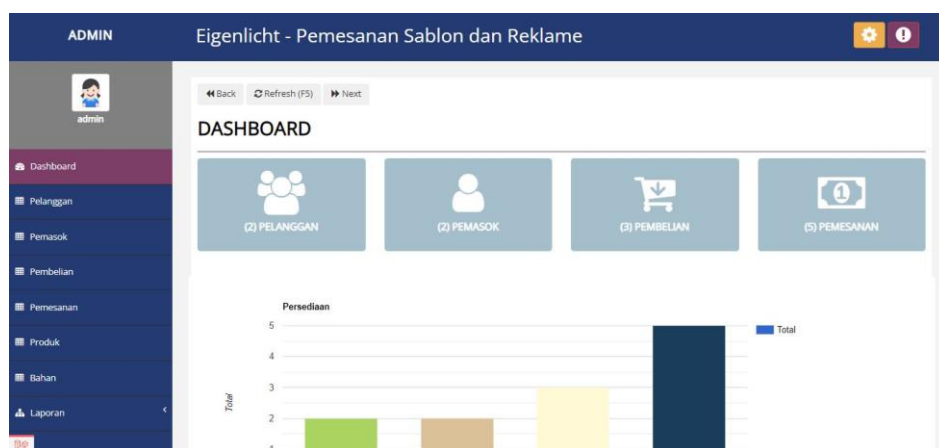 ADMIN
Eigenlicht - Pemesanan Sablon dan Reklame
admin
Dashboard
Pelanggan
Pemasok
Pembelian
Pemesanan
Produk
Bahan
Laporan
Back Refresh (F5) Next
DASHBOARD
(2) PELANGGAN
(2) PEMASOK
(3) PEMBELIAN
(5) PEMESANAN
Persediaan
Total
5
4
3
2
1
Total